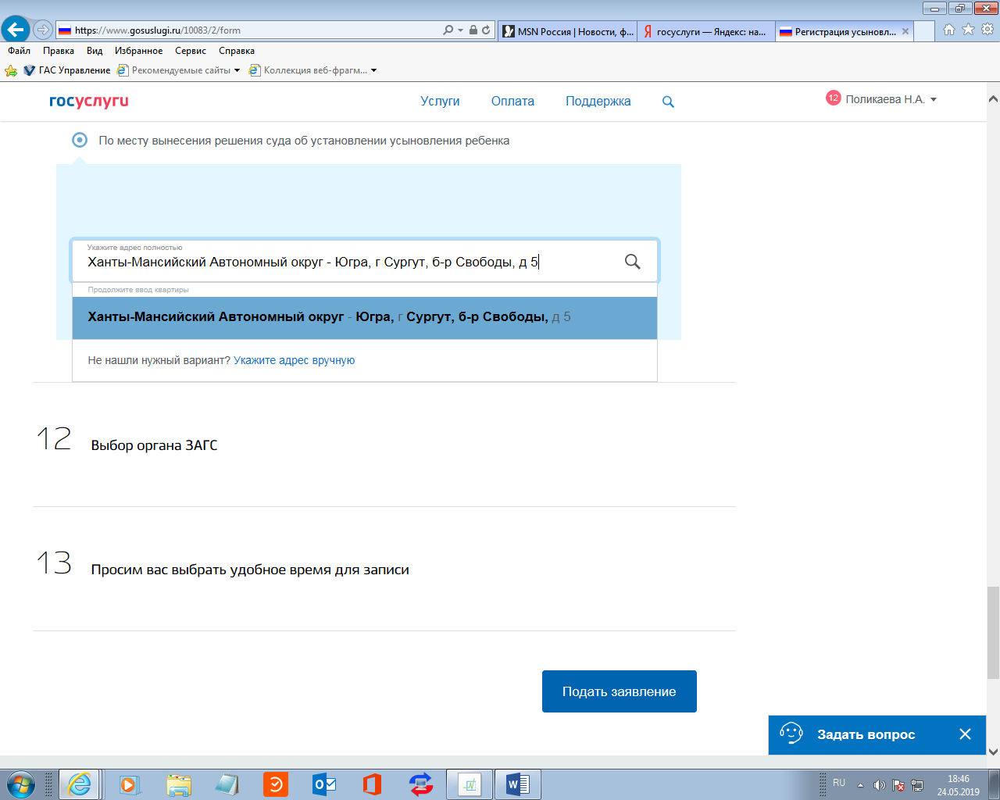 https://www.gosuslugi.ru/10083/2/form
MSN Россия | Новости, ф...
госуслуги — Яндекс: на...
Регистрация усыновл...
Файл Правка Вид Избранное Сервис Справка
ГАС Управление Рекомендуемые сайты Коллекция веб-фрагм...
госуслуги
Услуги Оплата Поддержка
12 Поликаева Н.А.
По месту вынесения решения суда об установлении усыновления ребенка
Укажите адрес полностью
Ханты-Мансийский Автономный округ - Югра, г Сургут, б-р Свободы, д 5
Продолжите ввод квартиры
Ханты-Мансийский Автономный округ - Югра, г Сургут, б-р Свободы, д 5
Не нашли нужный вариант? Укажите адрес вручную
12 Выбор органа ЗАГС
13 Просим вас выбрать удобное время для записи
Подать заявление
Задать вопрос
RU
18:46
24.05.2019